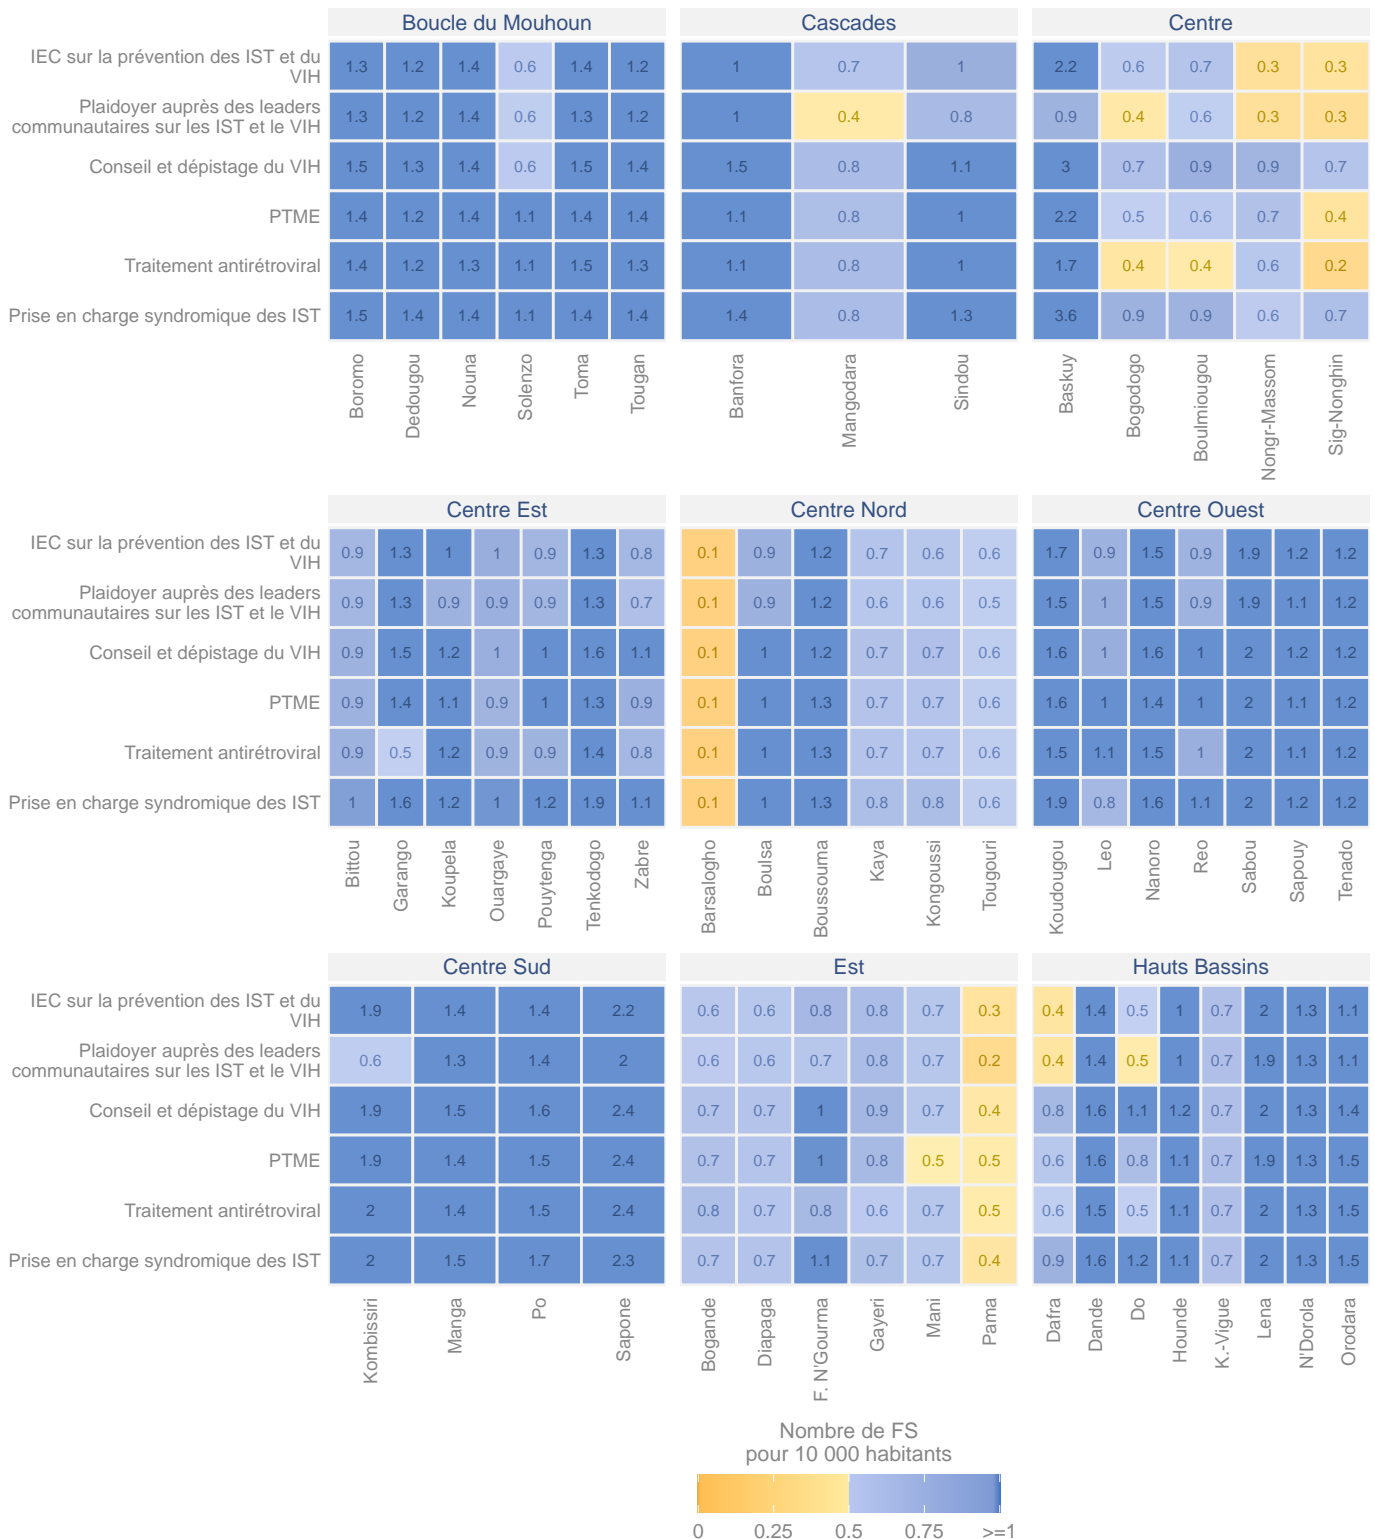 Boucle du Mouhoun Cascades Centre
IEC sur la prévention des IST et du
VIH
1.3 1.2 1.4 0.6 1.4 1.2 1 0.7 1 2.2 0.6 0.7 0.3 0.3
Plaidoyer auprès des leaders
communautaires sur les IST et le VIH
1.3 1.2 1.4 0.6 1.3 1.2 1 0.4 0.8 0.9 0.4 0.6 0.3 0.3
Conseil et dépistage du VIH 1.5 1.3 1.4 0.6 1.5 1.4 1.5 0.8 1.1 3 0.7 0.9 0.9 0.7
PTME 1.4 1.2 1.4 1.1 1.4 1.4 1.1 0.8 1 2.2 0.5 0.6 0.7 0.4
Traitement antirétroviral 1.4 1.2 1.3 1.1 1.5 1.3 1.1 0.8 1 1.7 0.4 0.4 0.6 0.2
Prise en charge syndromique des IST 1.5 1.4 1.4 1.1 1.4 1.4 1.4 0.8 1.3 3.6 0.9 0.9 0.6 0.7
Boromo Dedougou Nouna Solenzo Toma Tougan Banfora Mangodara Sindou Baskuy Bogodogo Boulmiougou Nongr-Massom Sig-Nonghin
Centre Est Centre Nord Centre Ouest
IEC sur la prévention des IST et du
VIH
0.9 1.3 1 1 0.9 1.3 0.8 0.1 0.9 1.2 0.7 0.6 0.6 1.7 0.9 1.5 0.9 1.9 1.2 1.2
Plaidoyer auprès des leaders
communautaires sur les IST et le VIH
0.9 1.3 0.9 0.9 0.9 1.3 0.7 0.1 0.9 1.2 0.6 0.6 0.5 1.5 1 1.5 0.9 1.9 1.1 1.2
Conseil et dépistage du VIH 0.9 1.5 1.2 1 1 1.6 1.1 0.1 1 1.2 0.7 0.7 0.6 1.6 1 1.6 1 2 1.2 1.2
PTME 0.9 1.4 1.1 0.9 1 1.3 0.9 0.1 1 1.3 0.7 0.7 0.6 1.6 1 1.4 1 2 1.1 1.2
Traitement antirétroviral 0.9 0.5 1.2 0.9 0.9 1.4 0.8 0.1 1 1.3 0.7 0.7 0.6 1.5 1.1 1.5 1 2 1.1 1.2
Prise en charge syndromique des IST 1 1.6 1.2 1 1.2 1.9 1.1 0.1 1 1.3 0.8 0.8 0.6 1.9 0.8 1.6 1.1 2 1.2 1.2
Bittou Garango Koupela Ouargaye Pouytenga Tenkodogo Zabre Barsalogho Boulsa Boussouma Kaya Kongoussi Tougouri Koudougou Leo Nanoro Reo Sabou Sapouy Tenado
Centre Sud Est Hauts Bassins
IEC sur la prévention des IST et du
VIH
1.9 1.4 1.4 2.2 0.6 0.6 0.8 0.8 0.7 0.3 0.4 1.4 0.5 1 0.7 2 1.3 1.1
Plaidoyer auprès des leaders
communautaires sur les IST et le VIH
0.6 1.3 1.4 2 0.6 0.6 0.7 0.8 0.7 0.2 0.4 1.4 0.5 1 0.7 1.9 1.3 1.1
Conseil et dépistage du VIH 1.9 1.5 1.6 2.4 0.7 0.7 1 0.9 0.7 0.4 0.8 1.6 1.1 1.2 0.7 2 1.3 1.4
PTME 1.9 1.4 1.5 2.4 0.7 0.7 1 0.8 0.5 0.5 0.6 1.6 0.8 1.1 0.7 1.9 1.3 1.5
Traitement antirétroviral 2 1.4 1.5 2.4 0.8 0.7 0.8 0.6 0.7 0.5 0.6 1.5 0.5 1.1 0.7 2 1.3 1.5
Prise en charge syndromique des IST 2 1.5 1.7 2.3 0.7 0.7 1.1 0.7 0.7 0.4 0.9 1.6 1.2 1.1 0.7 2 1.3 1.5
Kombissiri Manga Po Sapone Bogande Diapaga F. N'Gourma Gayeri Mani Pama Dafra Dande Do Hounde K.-Vigue Lena N'Dorola Orodara
Nombre de FS
pour 10 000 habitants
0 0.25 0.5 0.75 >=1